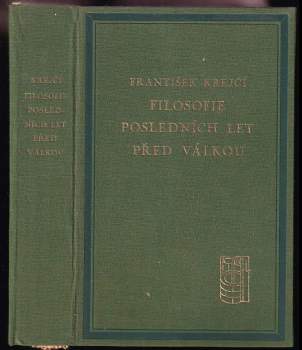 KREJČÍ
FILOSOFIE
POSLED-
NÍCH LET
PŘED
VÁLKOU
FRANTIŠEK KREJČÍ
FILOSOFIE
POSLEDNÍCH LET
PŘED VÁLKOU